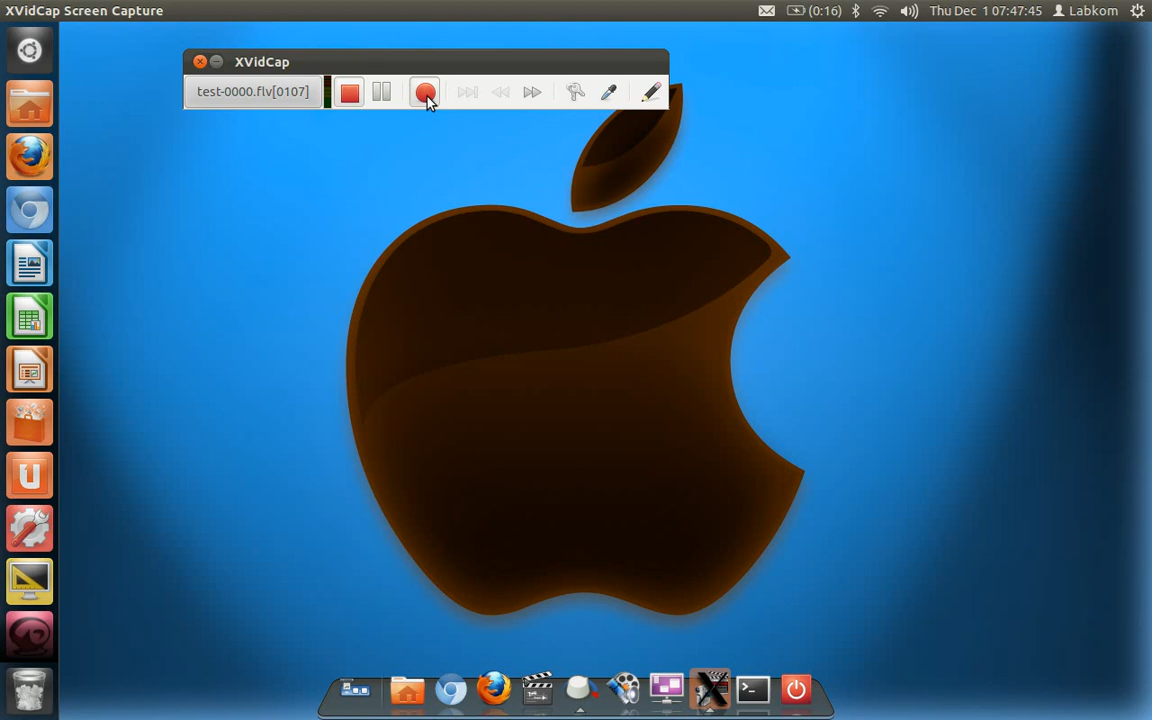 XVidCap Screen Capture
(0:16)
Thu Dec 1 07:47:45
Labkom
XVidCap
test-0000.flv[0107]